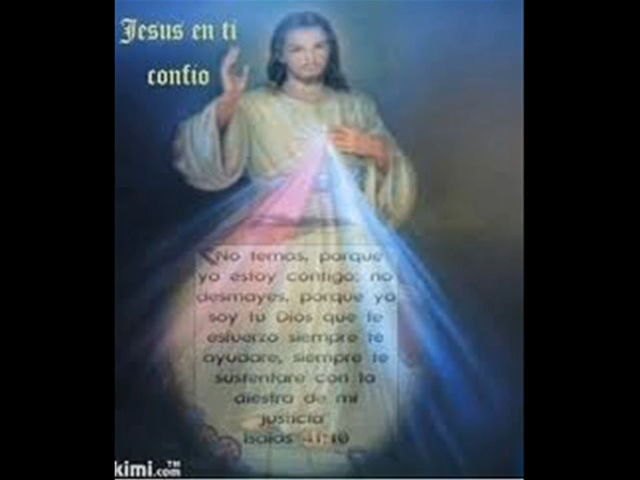 Jesus en ti
confio
No temas, porque
yo estoy contigo; no
desmayes, porque yo
soy tu Dios que te
esfuerzo siempre te
ayudare, siempre te
sustentare con la
diestra de mi
justicia
Isaias 41:10
kimi.com™